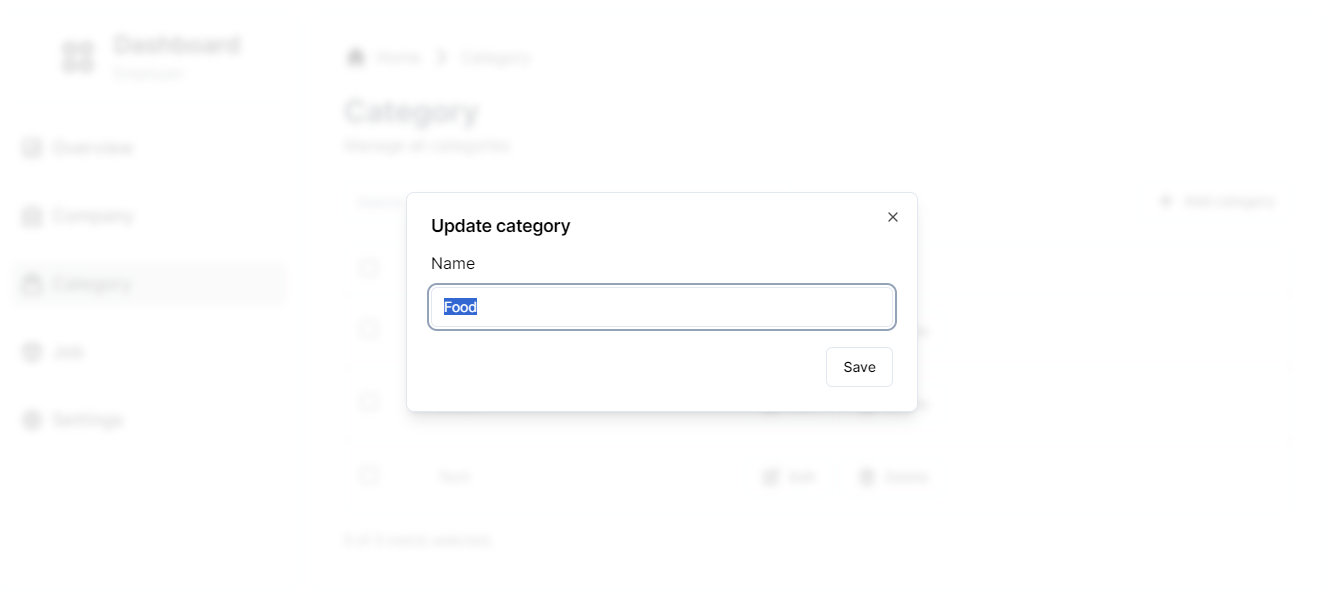 Dashboard
Home
Category
Overview
Category
Manage all categories
Company
Add category
Category
Job
Settings
Update category
Name
Food
Save
Edit
Delete